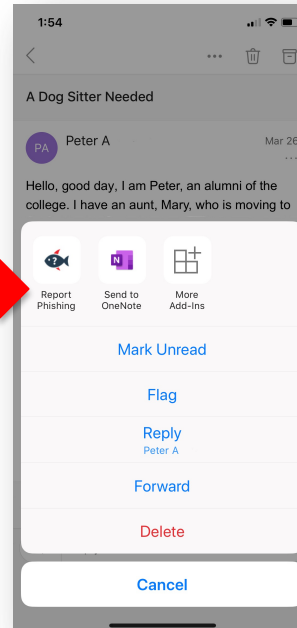 1:54
A Dog Sitter Needed
PA
Peter A
Mar 26
Hello, good day, I am Peter, an alumni of the
college. I have an aunt, Mary, who is moving to
Report Send to More
Phishing OneNote Add-Ins
Mark Unread
Flag
Reply
Peter A
Forward
Delete
Cancel